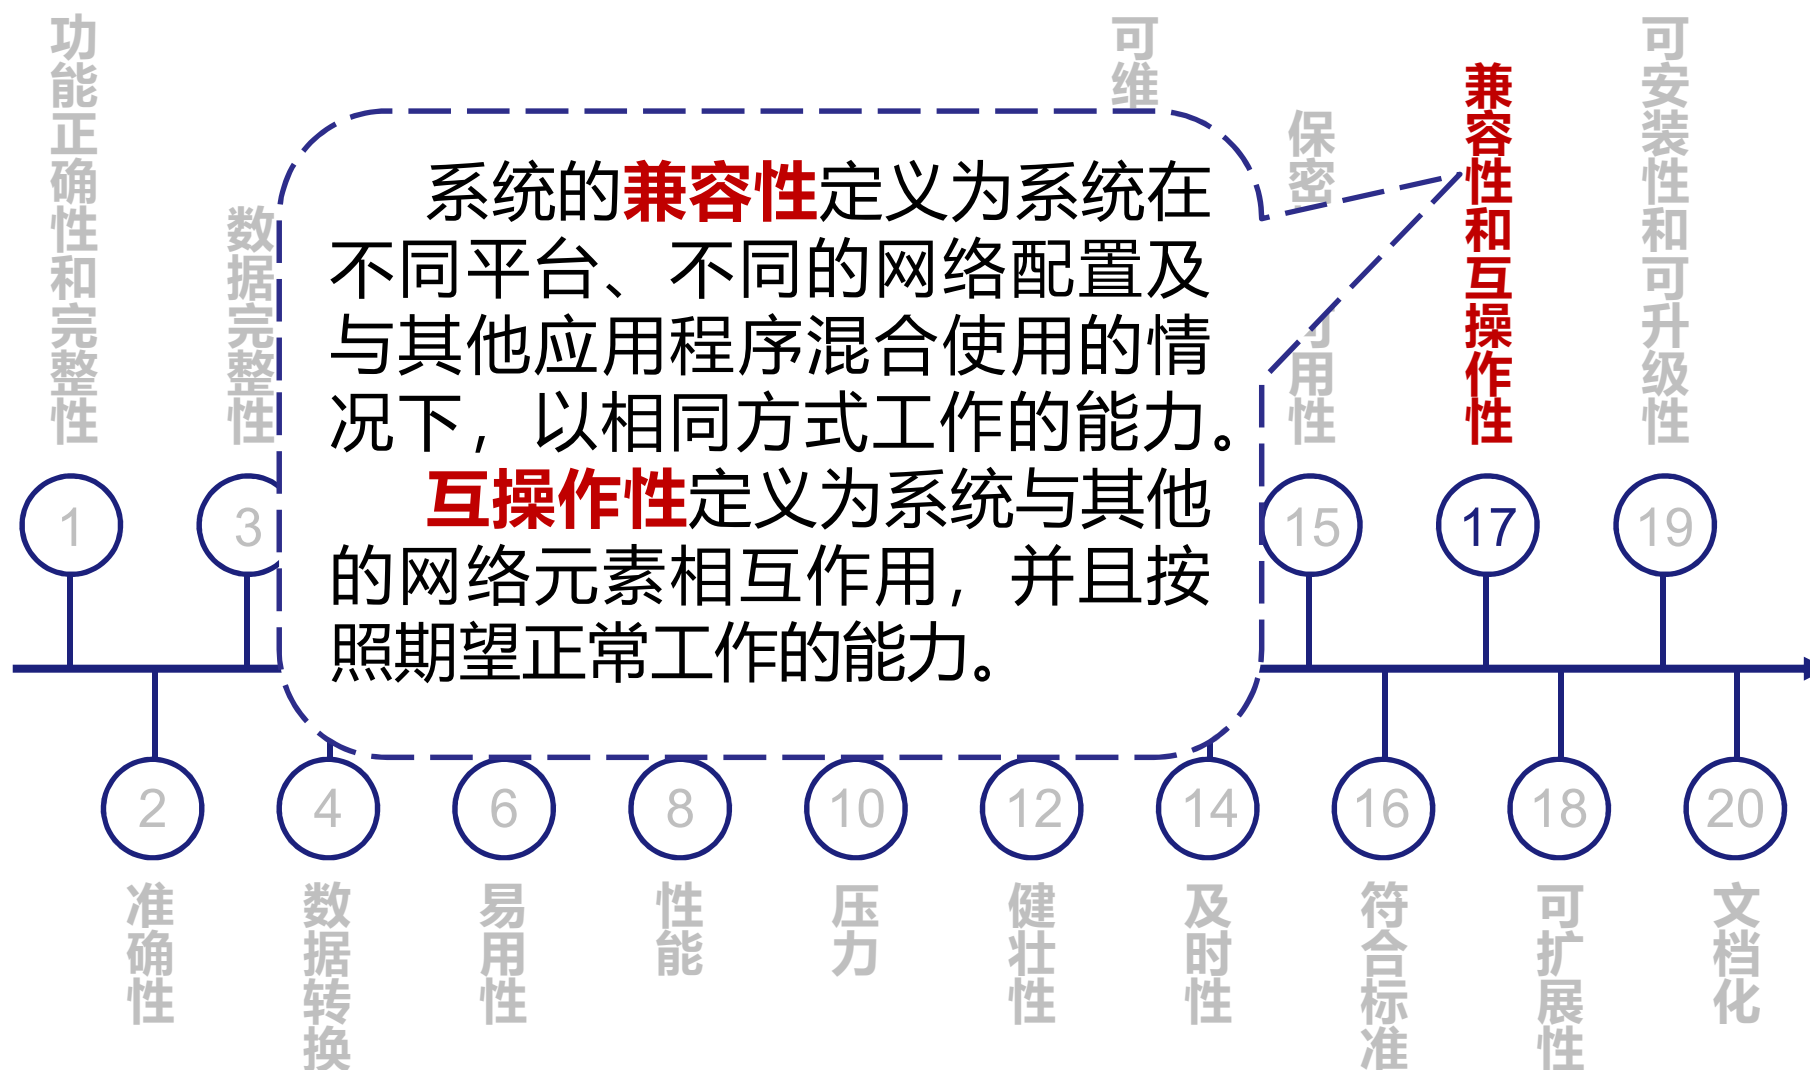 功能正确性和完整性
数据完整性
可维
保密
可用性
兼容性和互操作性
可安装性和可升级性
系统的兼容性定义为系统在
不同平台、不同的网络配置及
与其他应用程序混合使用的情
况下，以相同方式工作的能力。
互操作性定义为系统与其他
的网络元素相互作用，并且按
照期望正常工作的能力。
1
3
15
17
19
2
4
6
8
10
12
14
16
18
20
准确性
数据转换
易用性
性能
压力
健壮性
及时性
符合标准
可扩展性
文档化